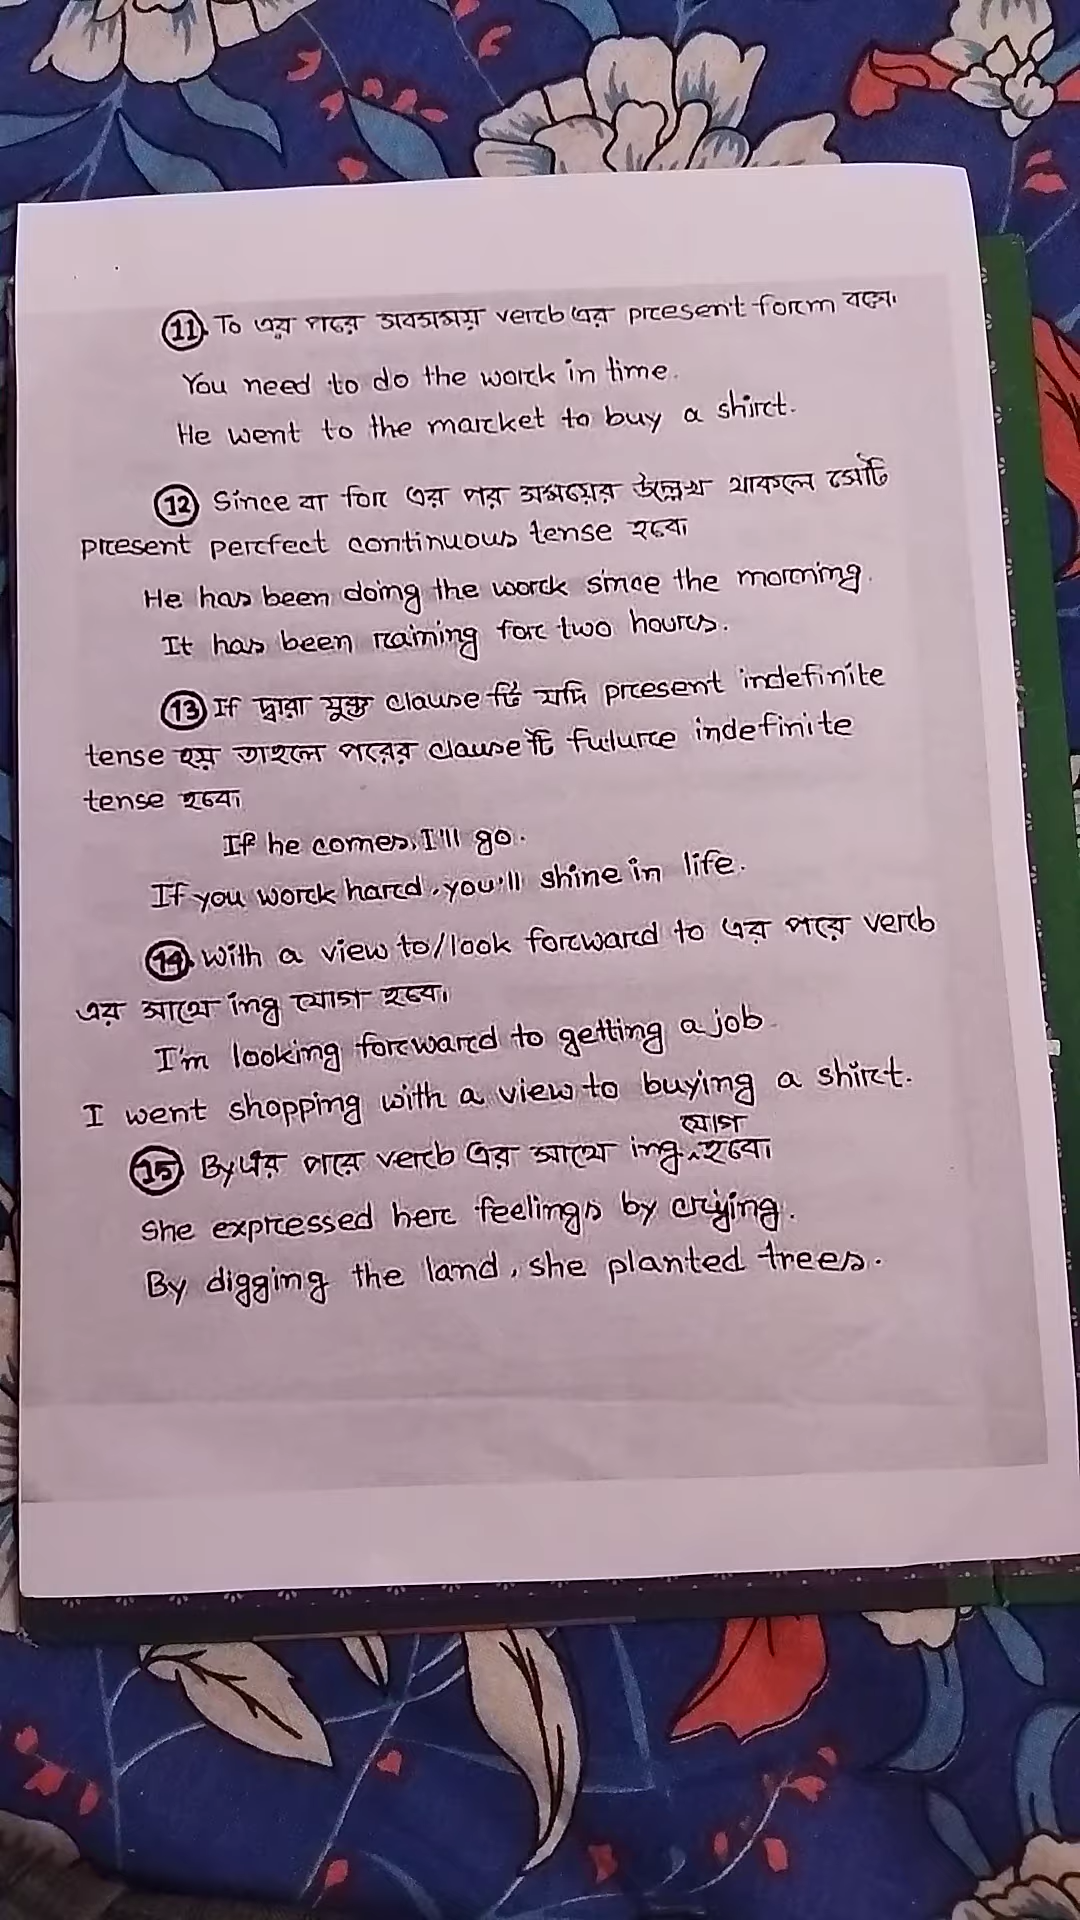 11. To এর পরে সবসময় verb এর present form বসে।
You need to do the work in time.
He went to the market to buy a shirt.
12 Since বা for এর পর সময়ের উল্লেখ থাকলে সেটি
present perfect continuous tense হবে।
He has been doing the work since the morning.
It has been raining for two hours.
13 If দ্বারা যুক্ত clause টি যদি present indefinite
tense হয় তাহলে পরের clause টি future indefinite
tense হবে।
If he comes, I'll go.
If you work hard, you'll shine in life.
14. With a view to/look forward to এর পরে verb
এর সাথে ing যোগ হবে।
I'm looking forward to getting a job.
I went shopping with a view to buying a shirt.
15 By এর পরে verb এর সাথে ing যোগ হবে।
She expressed her feelings by crying.
By digging the land, she planted trees.